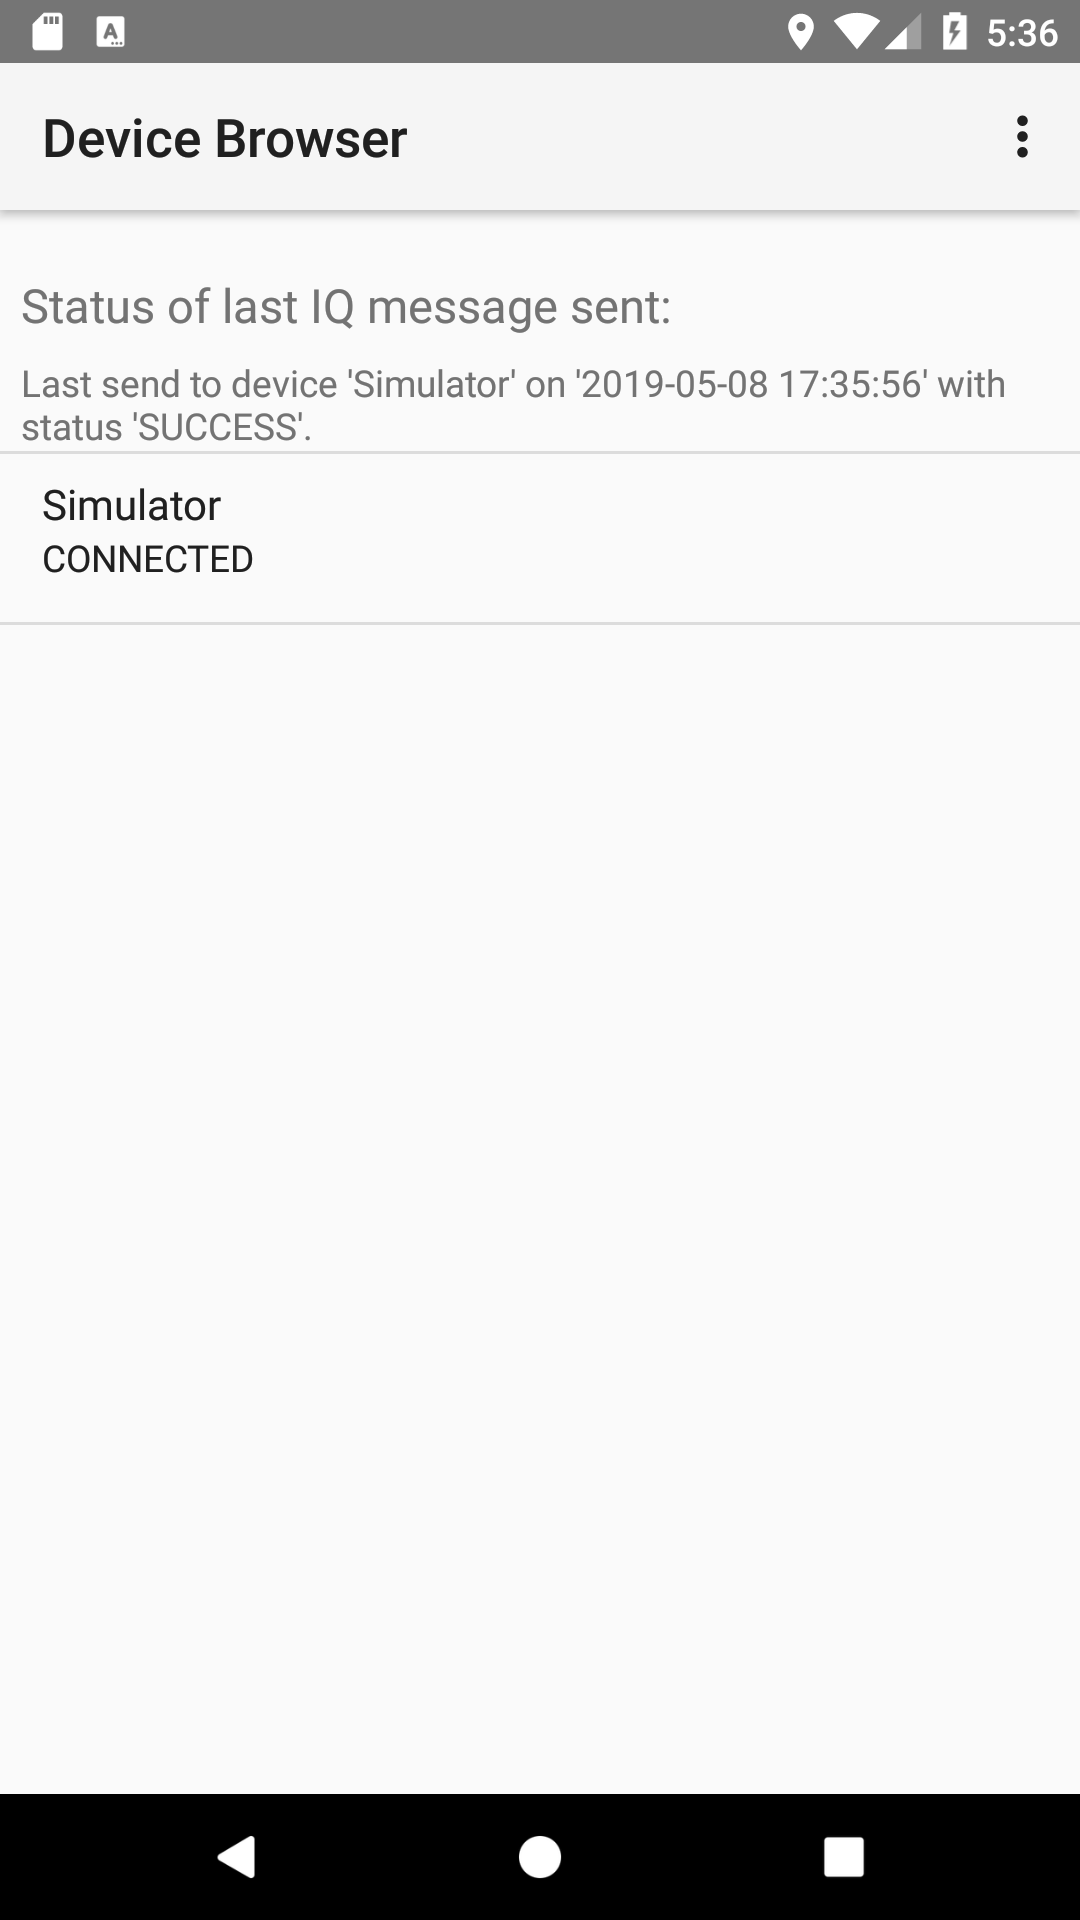 5:36
Device Browser
Status of last IQ message sent:
Last send to device 'Simulator' on '2019-05-08 17:35:56' with
status 'SUCCESS'.
Simulator
CONNECTED